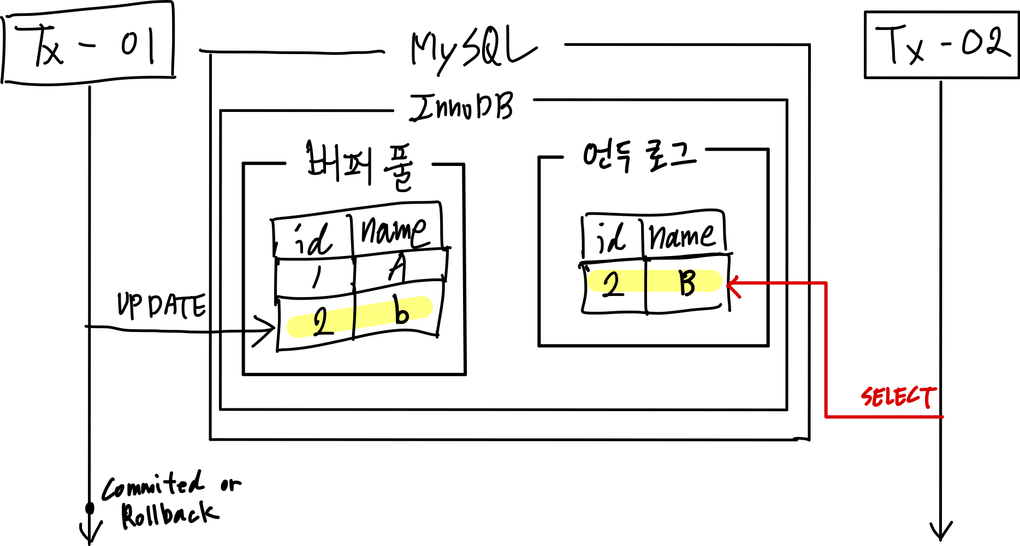 Tx - 01
MySQL
Tx - 02
InnoDB
버퍼 풀
언두 로그
id name
1 A
2 b
id name
2 B
UPDATE
SELECT
Commited or
Rollback